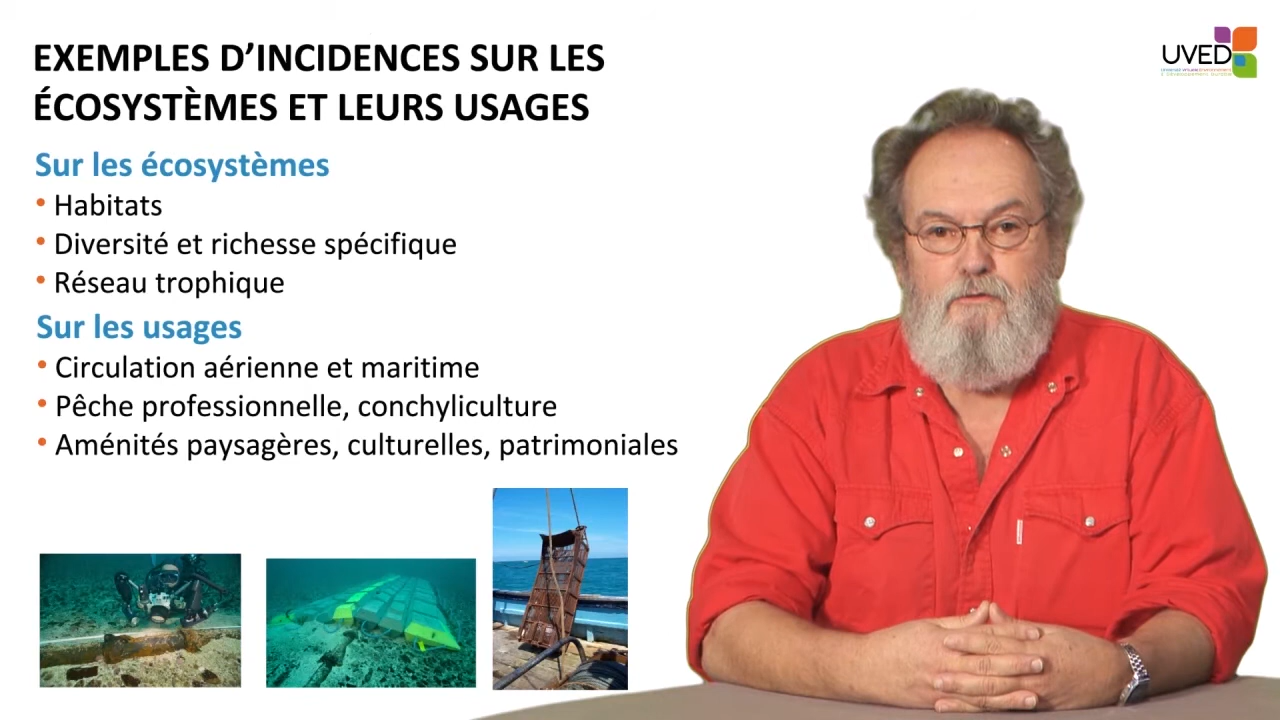 EXEMPLES D’INCIDENCES SUR LES
ÉCOSYSTÈMES ET LEURS USAGES
UVED
Sur les écosystèmes
• Habitats
• Diversité et richesse spécifique
• Réseau trophique
Sur les usages
• Circulation aérienne et maritime
• Pêche professionnelle, conchyliculture
• Aménités paysagères, culturelles, patrimoniales